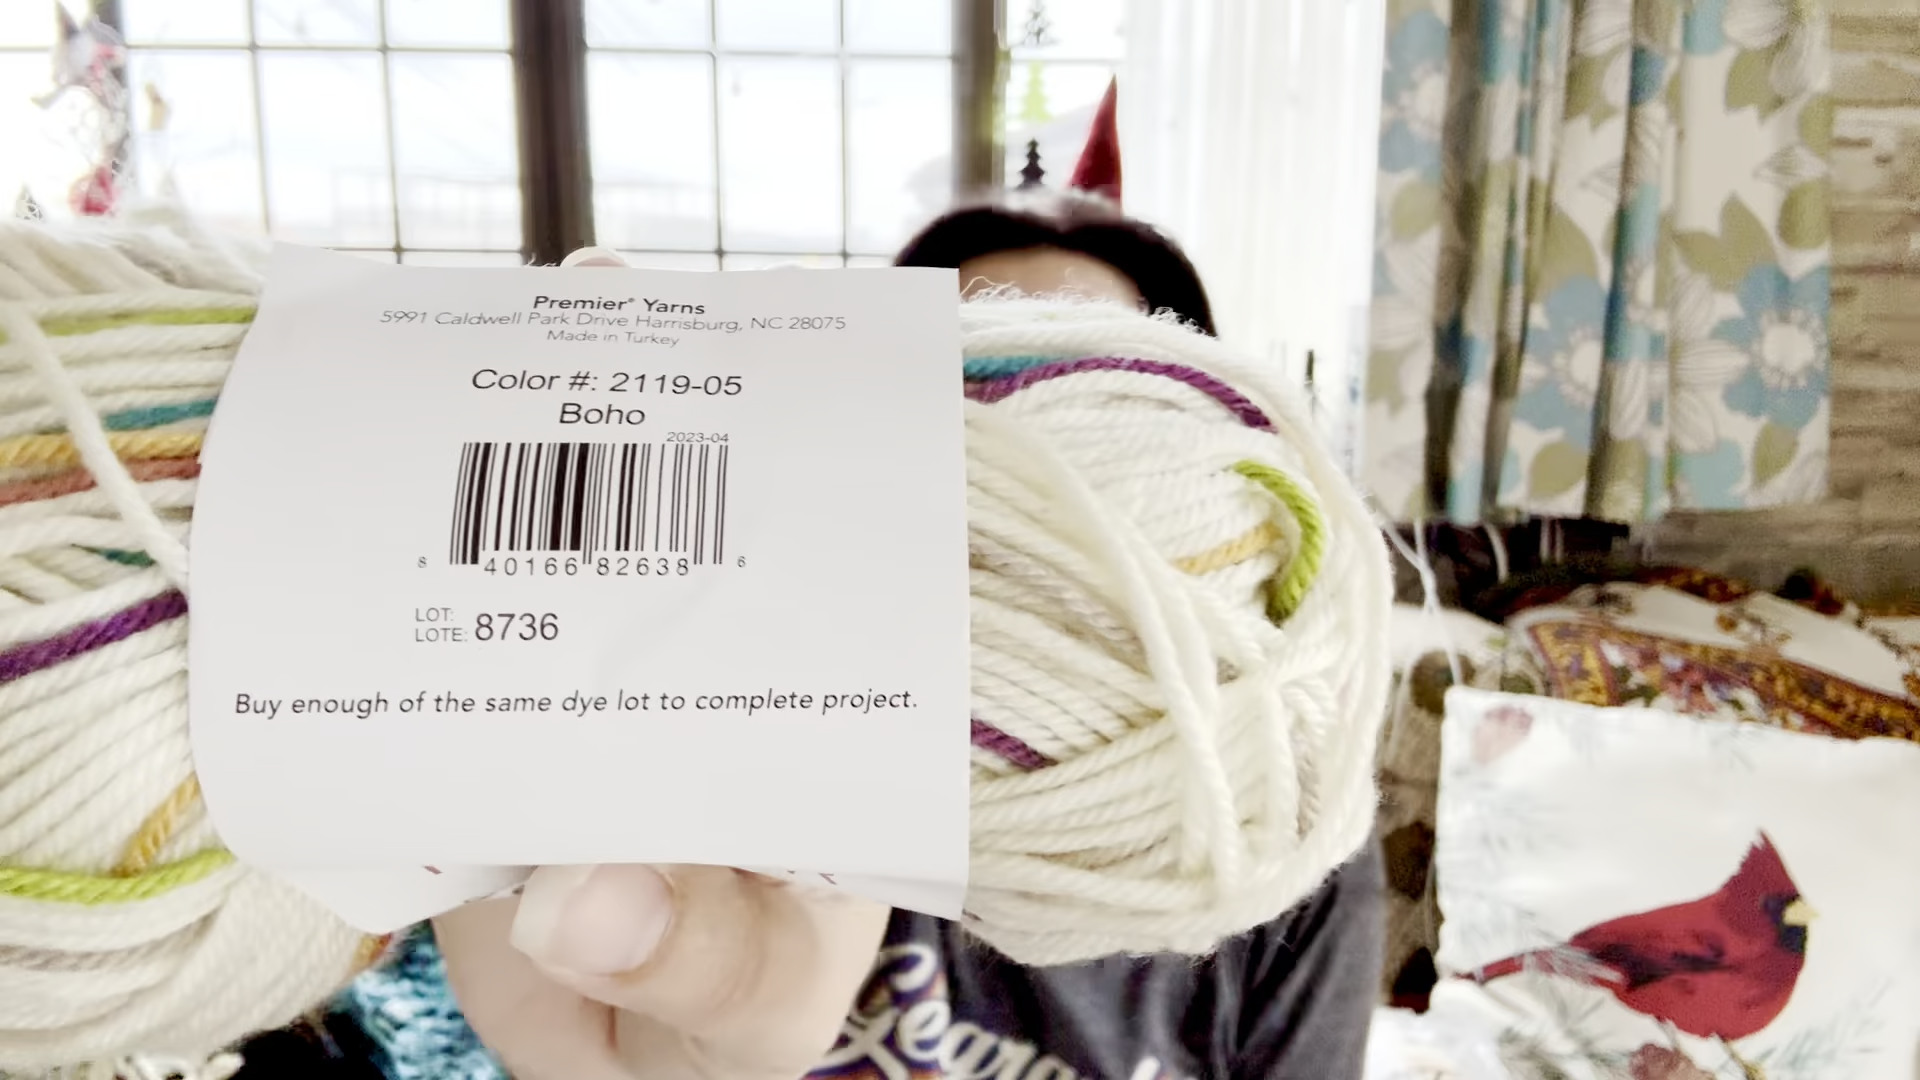 Premier® Yarns
5991 Caldwell Park Drive Harrisburg, NC 28075
Made in Turkey
Color #: 2119-05
Boho
2023-04
8 40166 82638 6
LOT:
LOTE: 8736
Buy enough of the same dye lot to complete project.